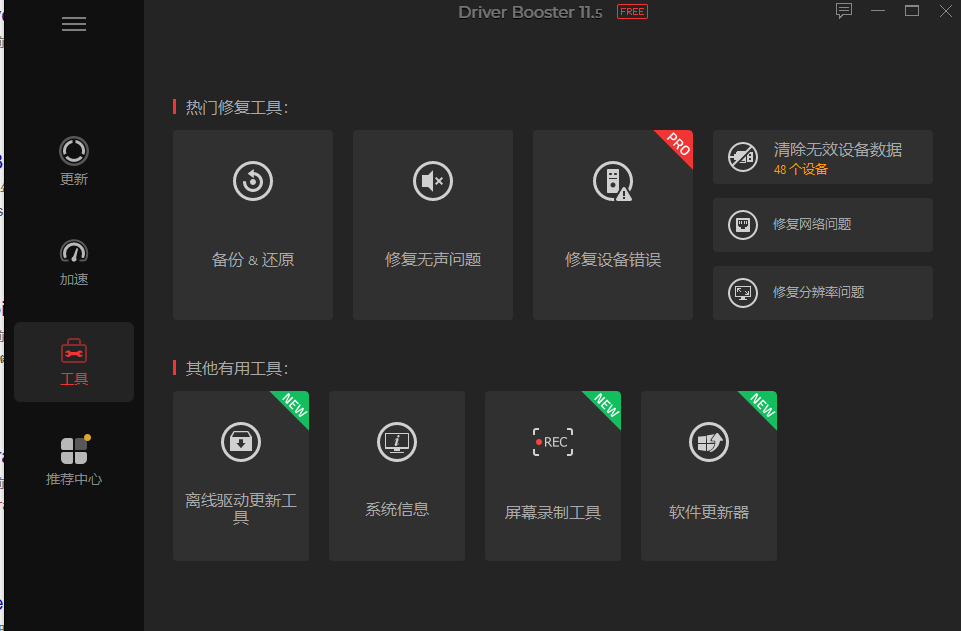 Driver Booster 11.5 FREE
更新
加速
工具
推荐中心
热门修复工具:
备份 & 还原
修复无声问题
PRO
修复设备错误
清除无效设备数据
48 个设备
修复网络问题
修复分辨率问题
其他有用工具:
NEW
离线驱动更新工
具
系统信息
NEW
REC
屏幕录制工具
NEW
软件更新器